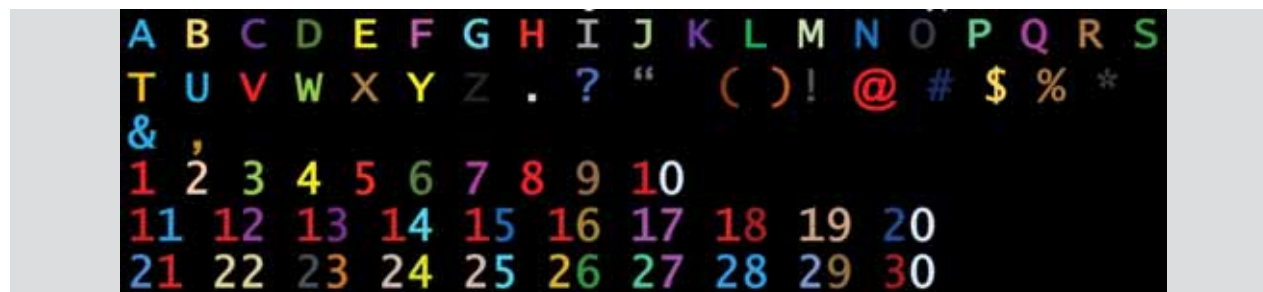 A B C D E F G H I J K L M N O P Q R S
T U V W X Y Z . ? “ ( ) ! @ # $ % *
& ,
1 2 3 4 5 6 7 8 9 10
11 12 13 14 15 16 17 18 19 20
21 22 23 24 25 26 27 28 29 30